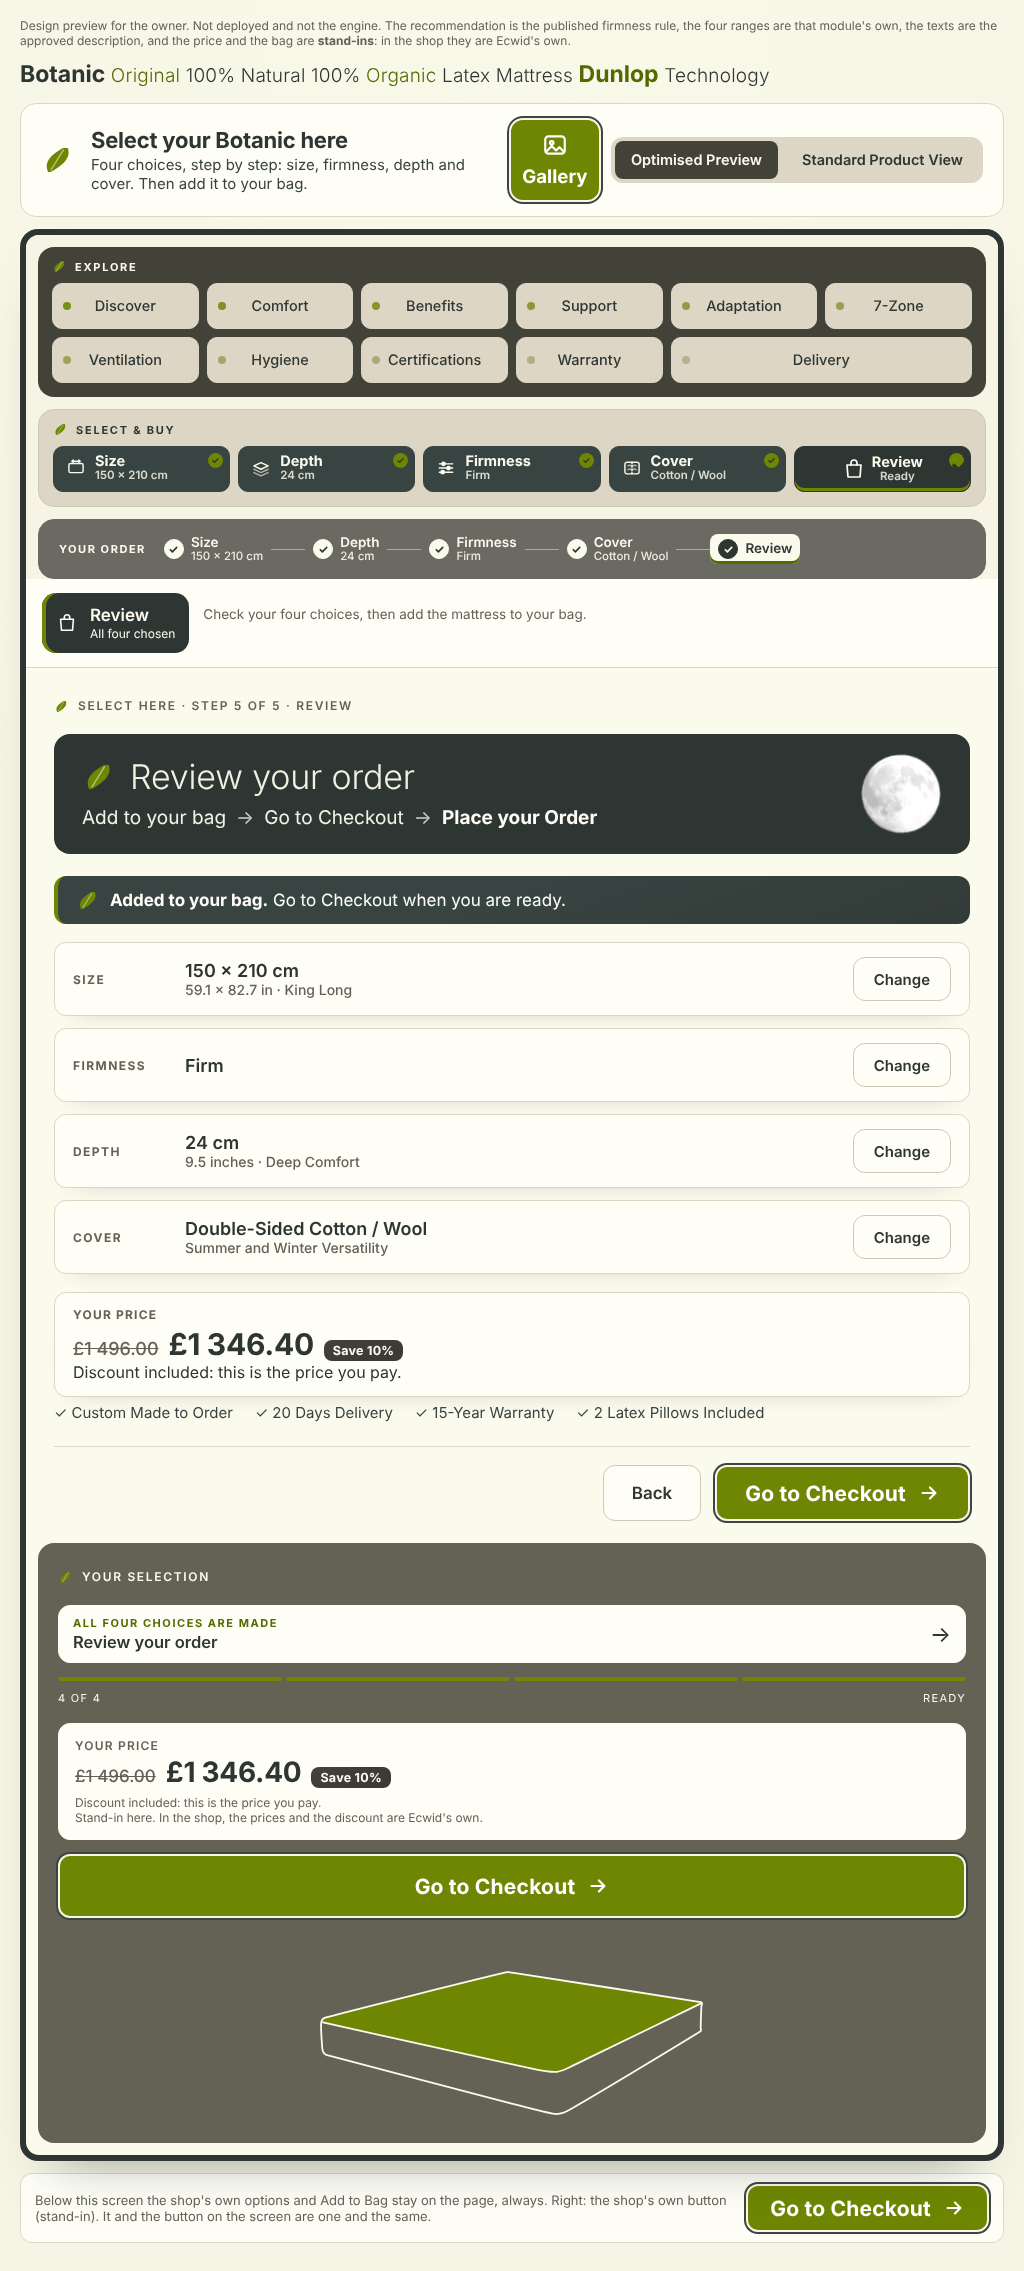 Design preview for the owner. Not deployed and not the engine. The recommendation is the published firmness rule, the four ranges are that module's own, the texts are the
approved description, and the price and the bag are stand-ins: in the shop they are Ecwid's own.
Botanic Original 100% Natural 100% Organic Latex Mattress Dunlop Technology
Select your Botanic here
Four choices, step by step: size, firmness, depth and
cover. Then add it to your bag.
Gallery
Optimised Preview
Standard Product View
EXPLORE
Discover
Comfort
Benefits
Support
Adaptation
7-Zone
Ventilation
Hygiene
Certifications
Warranty
Delivery
SELECT & BUY
Size
150 × 210 cm
Depth
24 cm
Firmness
Firm
Cover
Cotton / Wool
Review
Ready
YOUR ORDER
Size
150 × 210 cm
Depth
24 cm
Firmness
Firm
Cover
Cotton / Wool
Review
Review
All four chosen
Check your four choices, then add the mattress to your bag.
SELECT HERE · STEP 5 OF 5 · REVIEW
Review your order
Add to your bag → Go to Checkout → Place your Order
Added to your bag. Go to Checkout when you are ready.
SIZE
150 × 210 cm
59.1 × 82.7 in · King Long
Change
FIRMNESS
Firm
Change
DEPTH
24 cm
9.5 inches · Deep Comfort
Change
COVER
Double-Sided Cotton / Wool
Summer and Winter Versatility
Change
YOUR PRICE
£1 496.00 £1 346.40 Save 10%
Discount included: this is the price you pay.
✓ Custom Made to Order ✓ 20 Days Delivery ✓ 15-Year Warranty ✓ 2 Latex Pillows Included
Back
Go to Checkout →
YOUR SELECTION
ALL FOUR CHOICES ARE MADE
Review your order →
4 OF 4
READY
YOUR PRICE
£1 496.00 £1 346.40 Save 10%
Discount included: this is the price you pay.
Stand-in here. In the shop, the prices and the discount are Ecwid's own.
Go to Checkout →
Below this screen the shop's own options and Add to Bag stay on the page, always. Right: the shop's own button
(stand-in). It and the button on the screen are one and the same.
Go to Checkout →